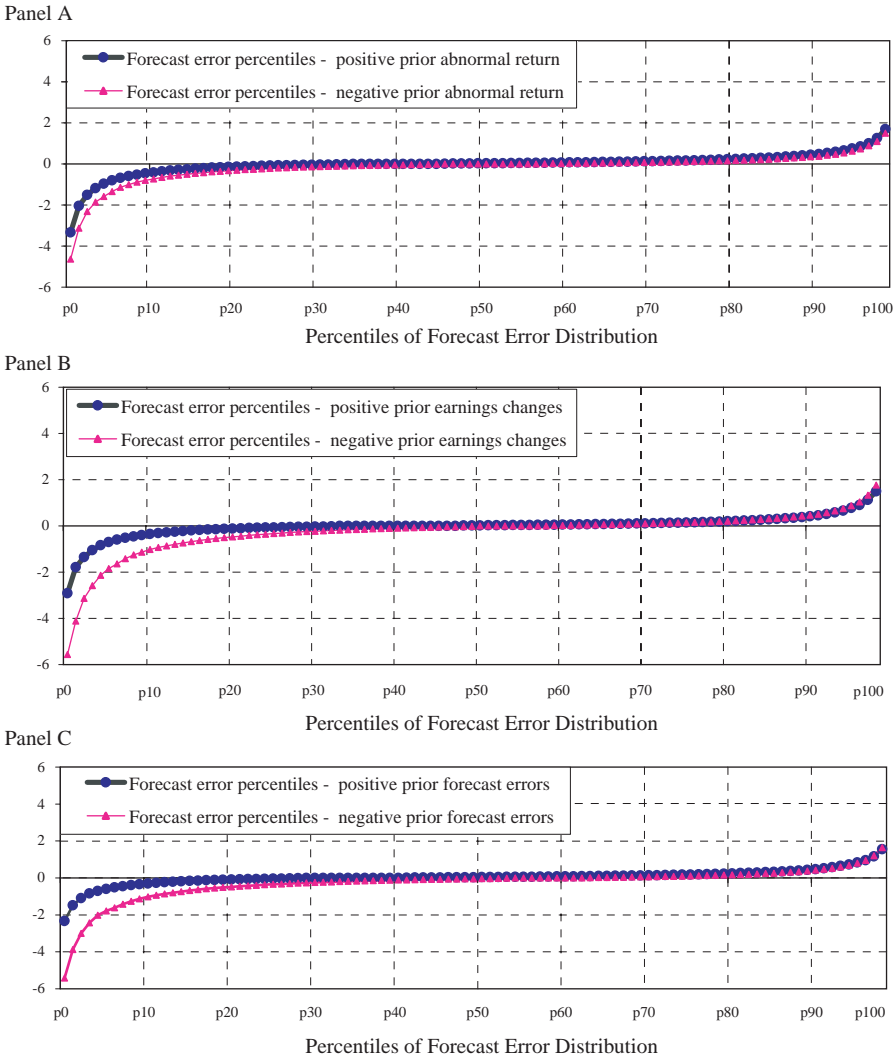 Panel A
6
4
2
0
-2
-4
-6
Forecast error percentiles - positive prior abnormal return
Forecast error percentiles - negative prior abnormal return
p0 p10 p20 p30 p40 p50 p60 p70 p80 p90 p100
Percentiles of Forecast Error Distribution
Panel B
6
4
2
0
-2
-4
-6
Forecast error percentiles - positive prior earnings changes
Forecast error percentiles - negative prior earnings changes
p0 p10 p20 p30 p40 p50 p60 p70 p80 p90 p100
Percentiles of Forecast Error Distribution
Panel C
6
4
2
0
-2
-4
-6
Forecast error percentiles - positive prior forecast errors
Forecast error percentiles - negative prior forecast errors
p0 p10 p20 p30 p40 p50 p60 p70 p80 p90 p100
Percentiles of Forecast Error Distribution